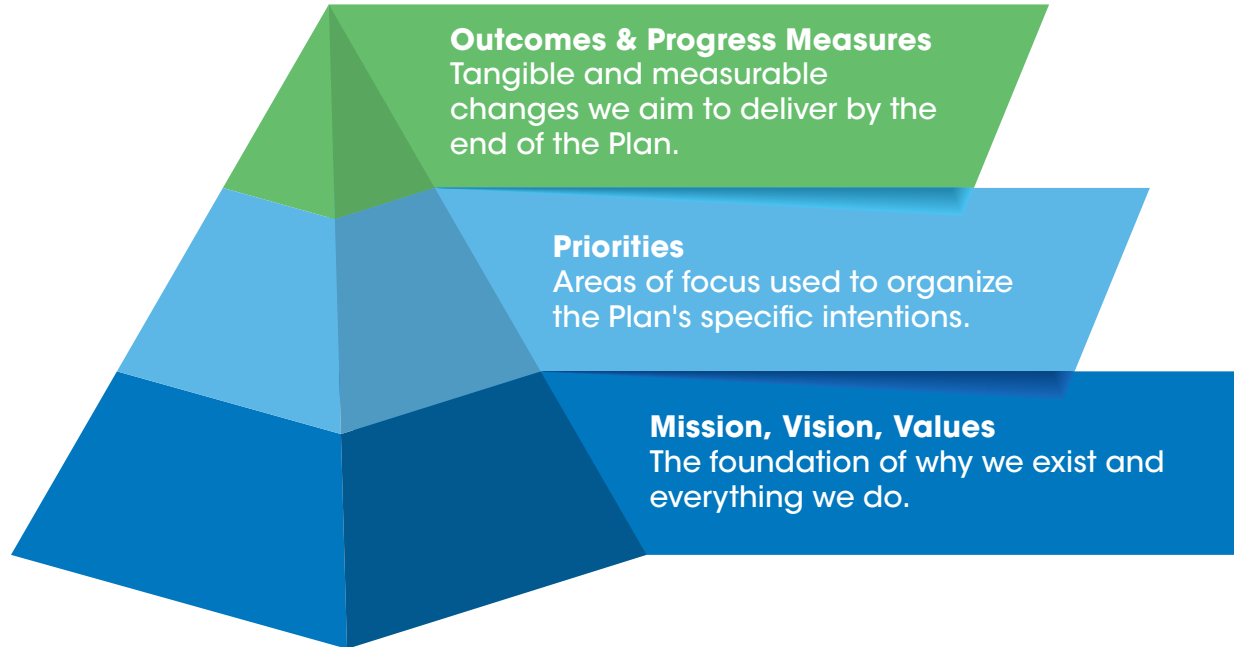 Outcomes & Progress Measures
Tangible and measurable
changes we aim to deliver by the
end of the Plan.
Priorities
Areas of focus used to organize
the Plan's specific intentions.
Mission, Vision, Values
The foundation of why we exist and
everything we do.